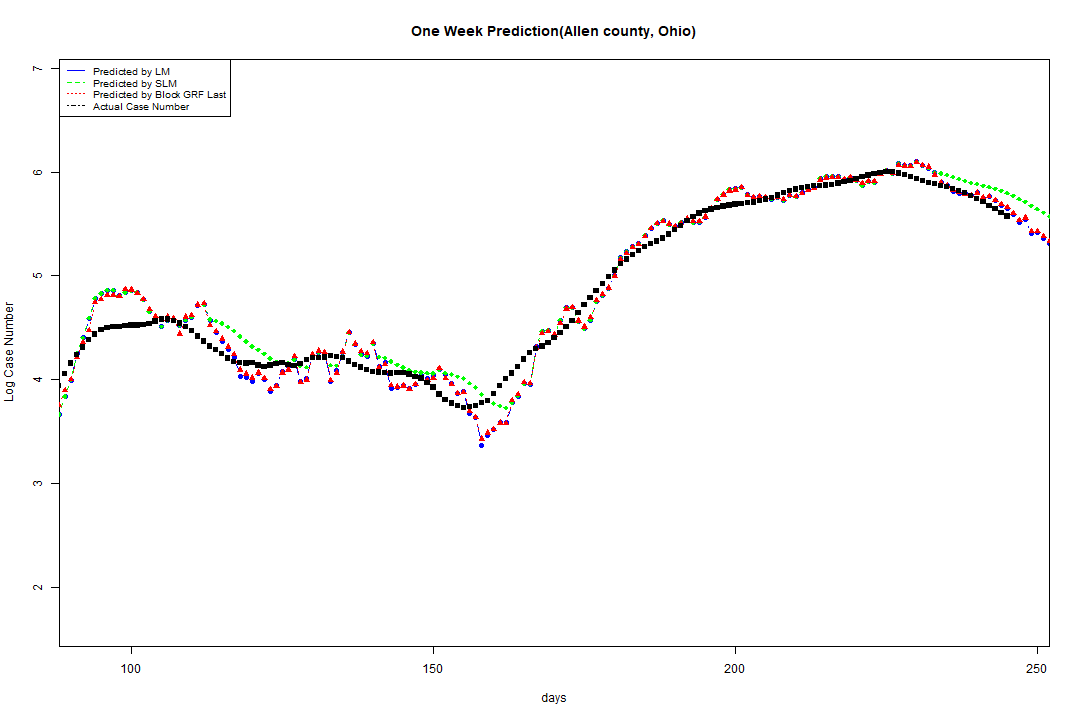 One Week Prediction(Allen county, Ohio)
Predicted by LM
Predicted by SLM
Predicted by Block GRF Last
Actual Case Number
7
6
5
4
3
2
Log Case Number
100 150 200 250
days